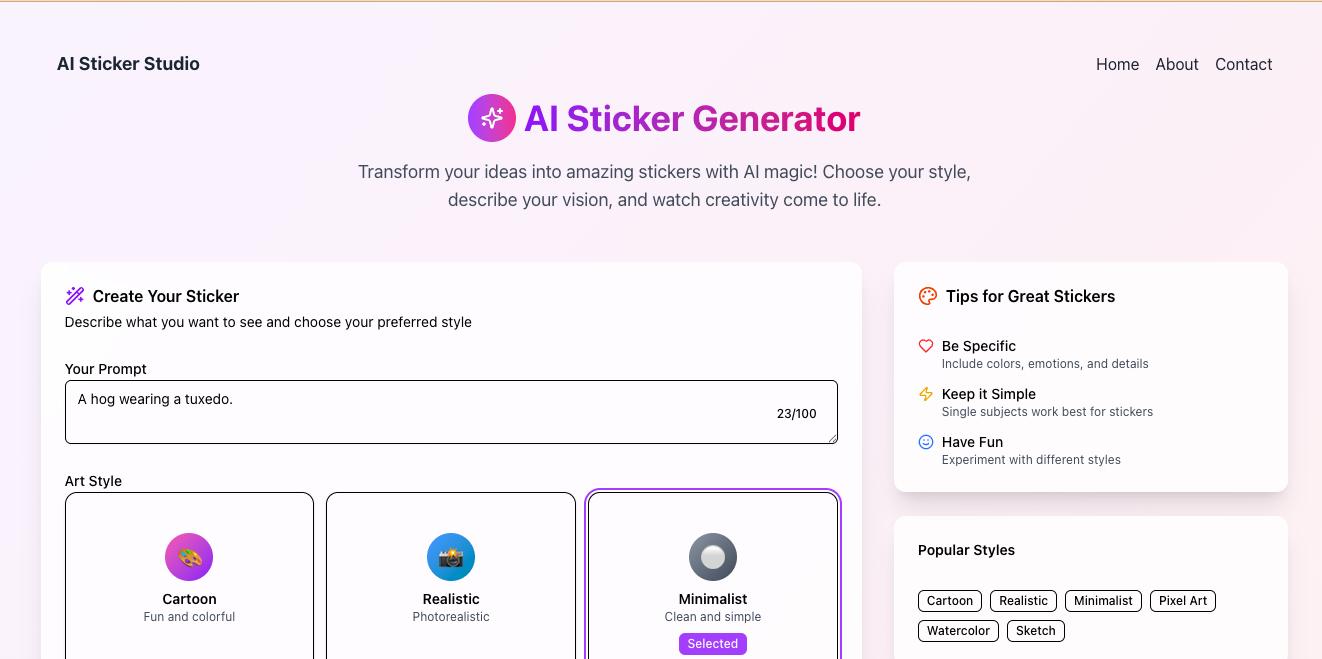 AI Sticker Studio
Home About Contact
AI Sticker Generator
Transform your ideas into amazing stickers with AI magic! Choose your style,
describe your vision, and watch creativity come to life.
Create Your Sticker
Describe what you want to see and choose your preferred style
Your Prompt
A hog wearing a tuxedo.
23/100
Art Style
Cartoon
Fun and colorful
Realistic
Photorealistic
Minimalist
Clean and simple
Selected
Tips for Great Stickers
Be Specific
Include colors, emotions, and details
Keep it Simple
Single subjects work best for stickers
Have Fun
Experiment with different styles
Popular Styles
Cartoon Realistic Minimalist Pixel Art
Watercolor Sketch